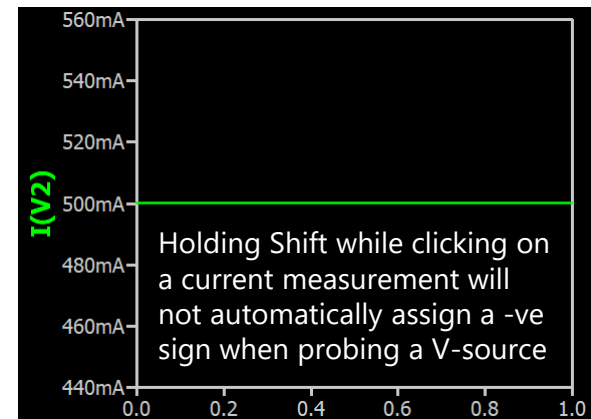 560mA
540mA
520mA
500mA
480mA
460mA
440mA
I(V2)
Holding Shift while clicking on
a current measurement will
not automatically assign a -ve
sign when probing a V-source
0.0 0.2 0.4 0.6 0.8 1.0